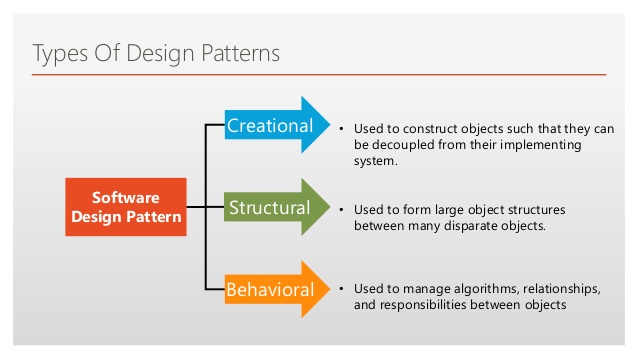 Types Of Design Patterns
Creational
• Used to construct objects such that they can
be decoupled from their implementing
system.
Software
Design Pattern
Structural
• Used to form large object structures
between many disparate objects.
Behavioral
• Used to manage algorithms, relationships,
and responsibilities between objects